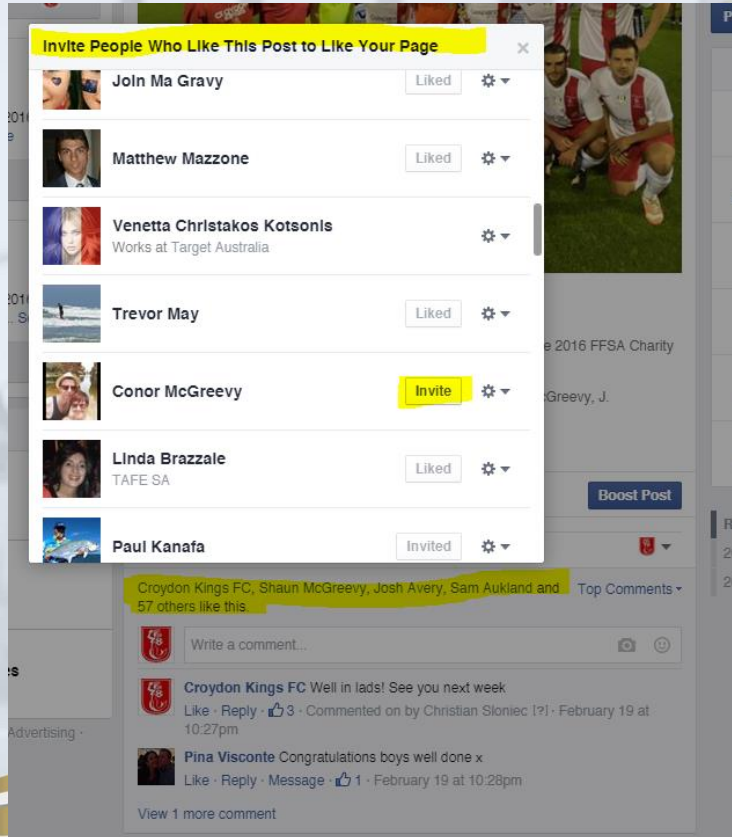 Invite People Who Like This Post to Like Your Page
Join Ma Gravy
Liked
Matthew Mazzone
Liked
Venetta Christakos Kotsonis
Works at Target Australia
Trevor May
Liked
Conor McGreevy
Invite
Linda Brazzale
TAFE SA
Liked
Paul Kanafa
Invited
e 2016 FFSA Charity
Greevy, J.
Boost Post
Croydon Kings FC, Shaun McGreevy, Josh Avery, Sam Aukland and
57 others like this.
Top Comments
Write a comment...
Croydon Kings FC Well in lads! See you next week
Like · Reply · 3 · Commented on by Christian Sloniec [?] · February 19 at
10:27pm
Pina Visconte Congratulations boys well done x
Like · Reply · Message · 1 · February 19 at 10:28pm
View 1 more comment
Advertising ·